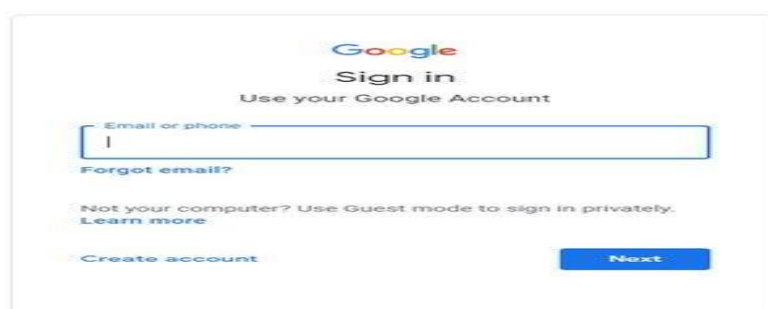 Google
Sign in
Use your Google Account
Email or phone
Forgot email?
Not your computer? Use Guest mode to sign in privately.
Learn more
Create account
Next